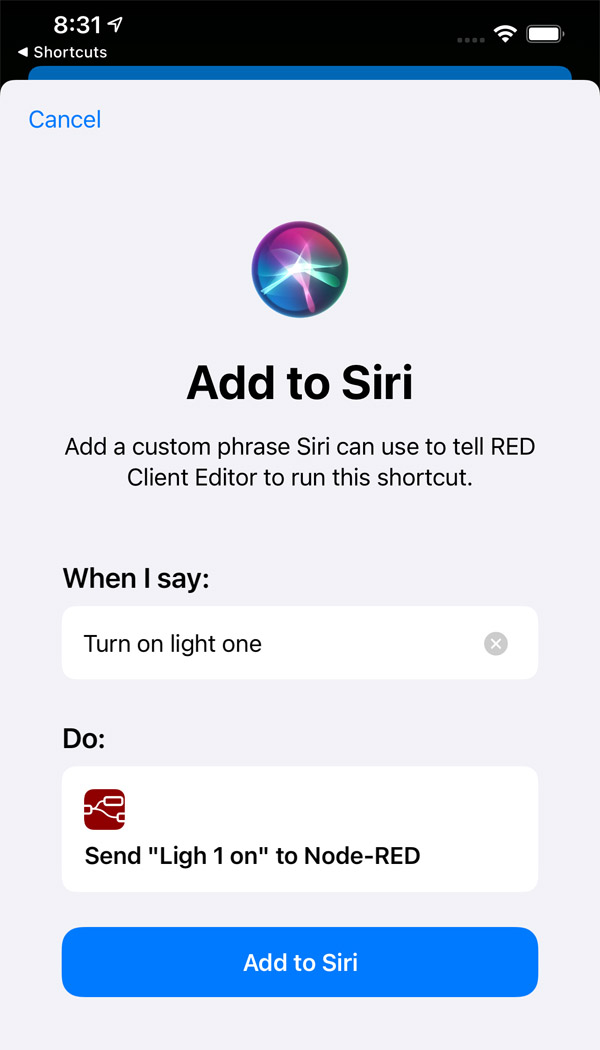 8:31
◀ Shortcuts
Cancel
Add to Siri
Add a custom phrase Siri can use to tell RED
Client Editor to run this shortcut.
When I say:
Turn on light one
Do:
Send "Ligh 1 on" to Node-RED
Add to Siri